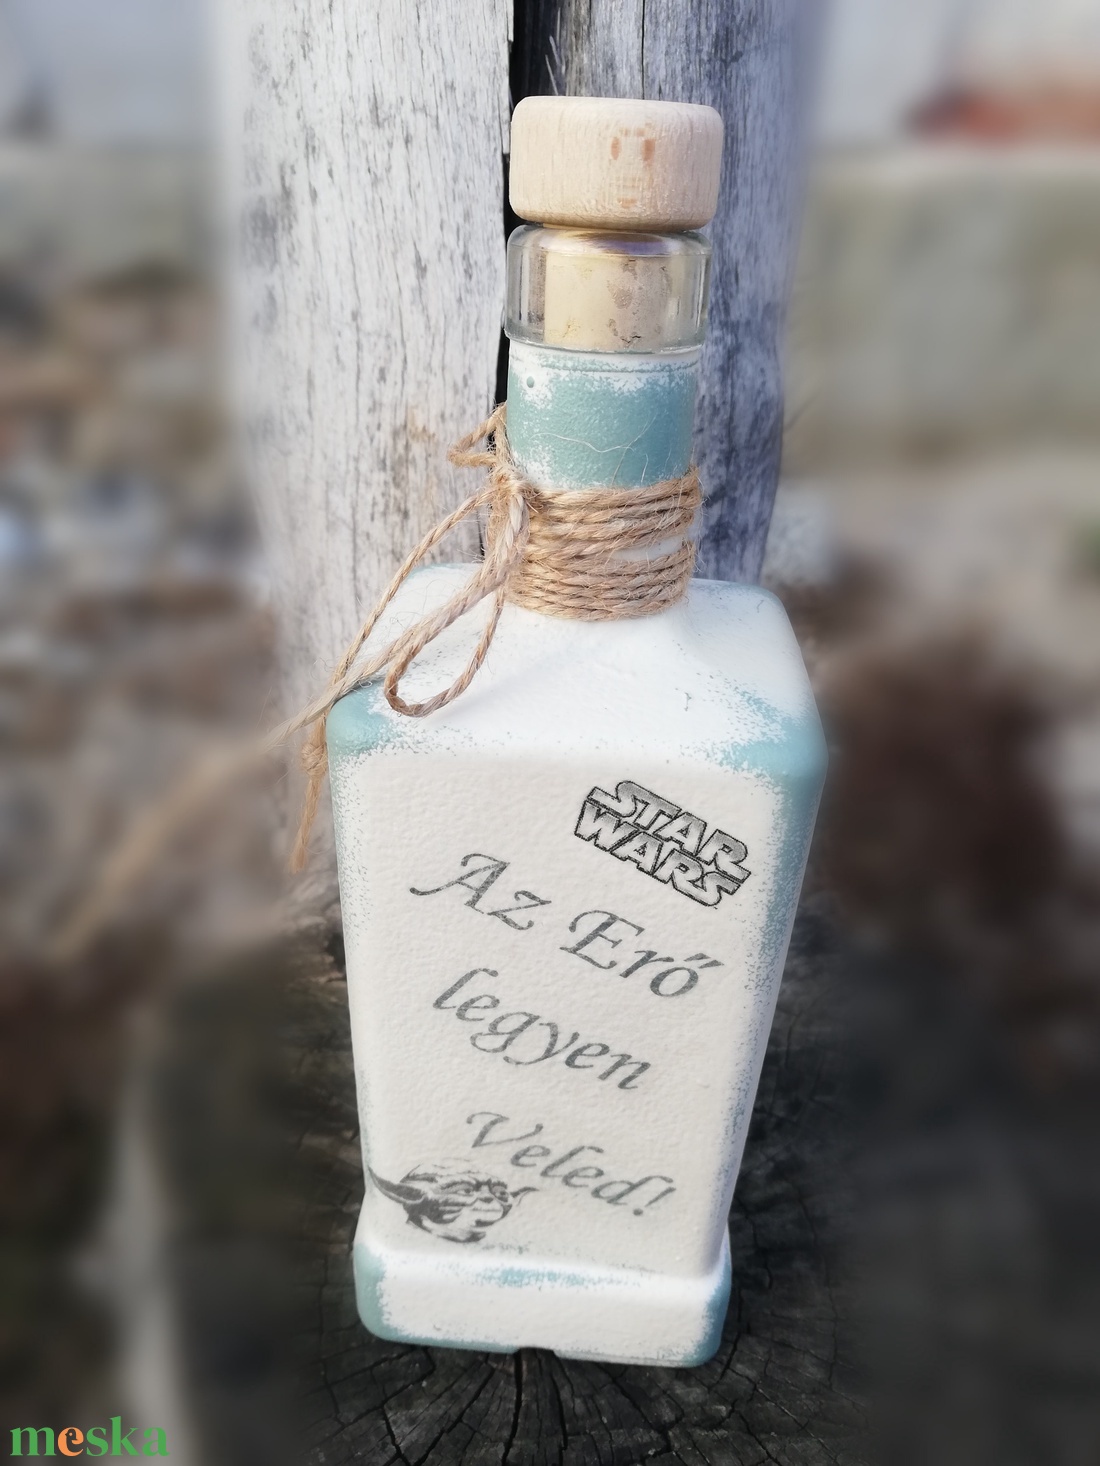 STAR
WARS
Az Erő
legyen
Veled!
meska